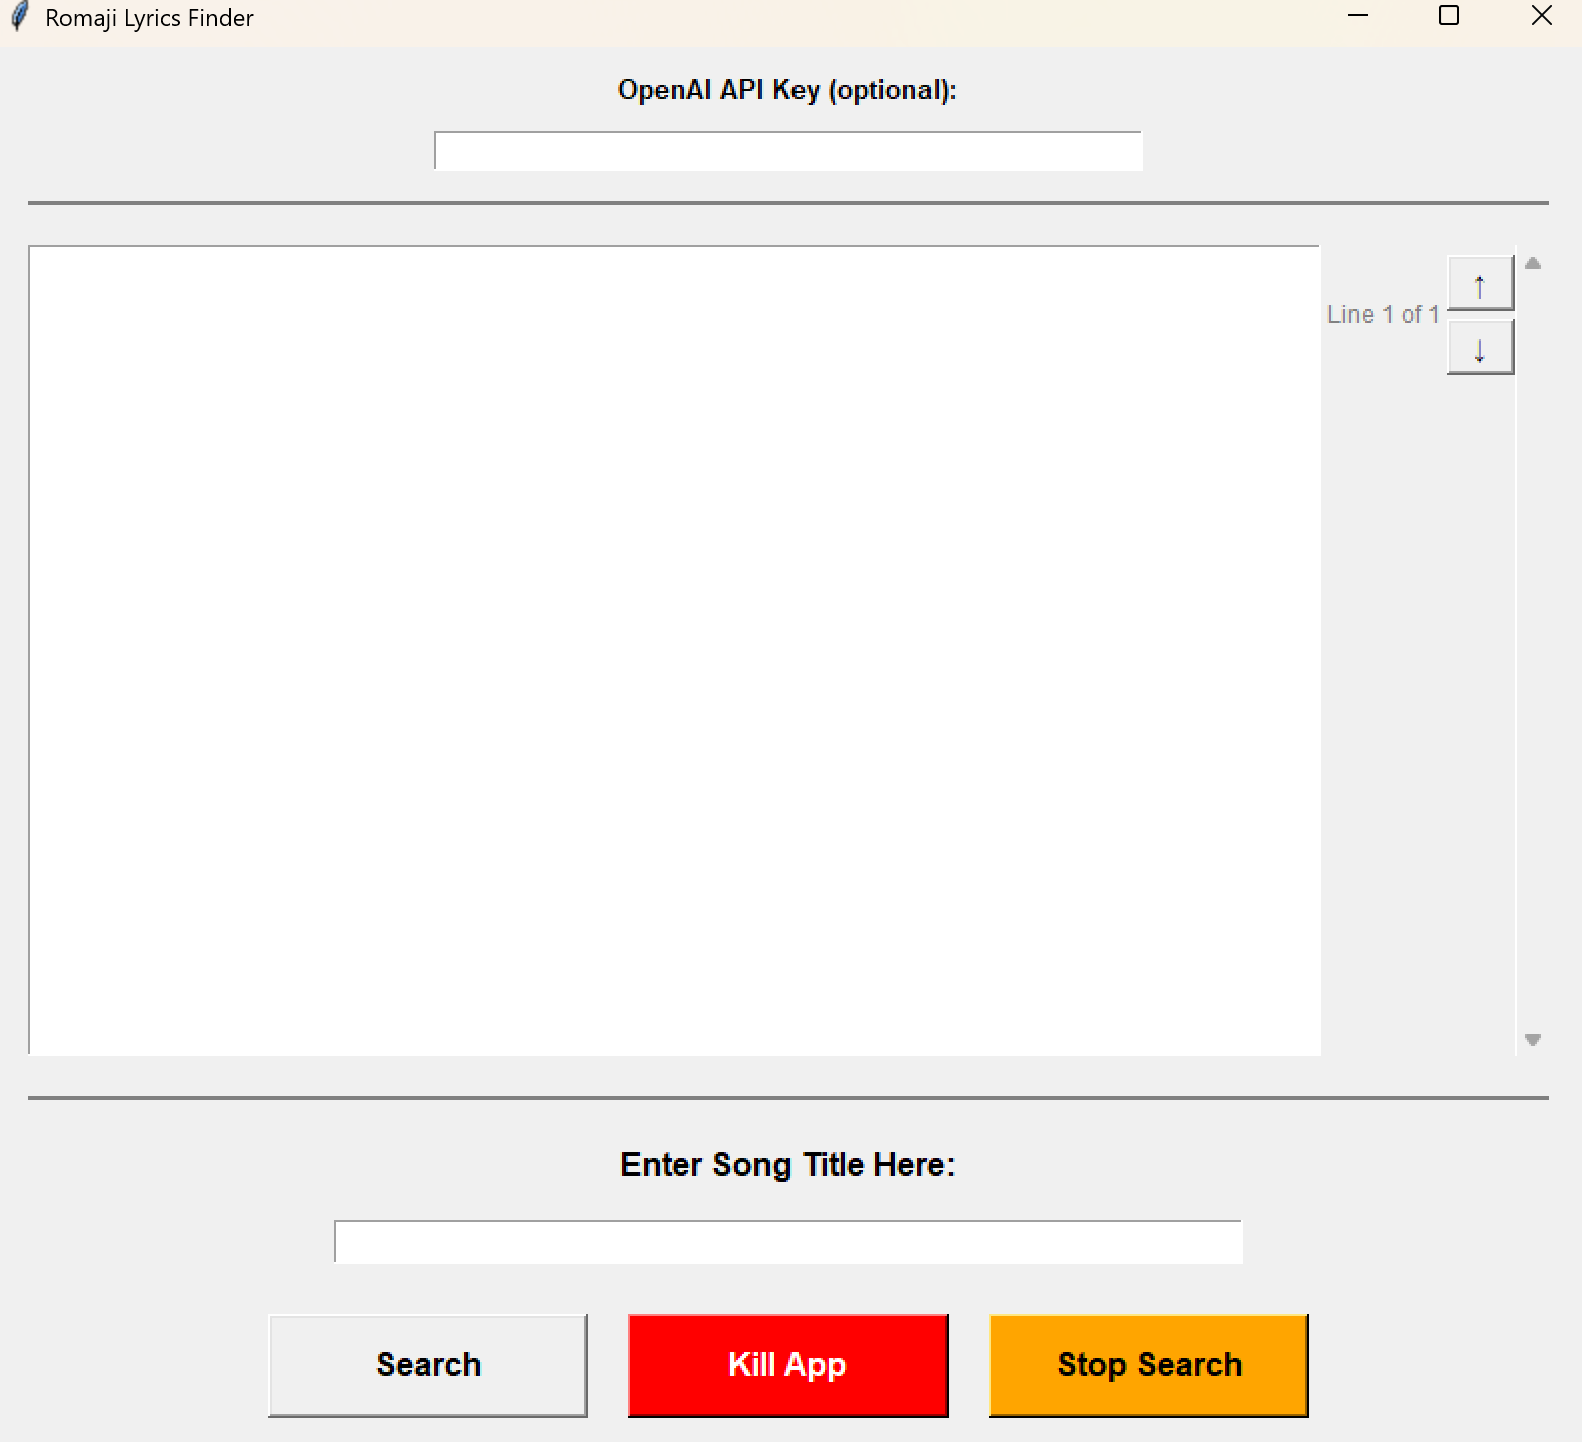 Romaji Lyrics Finder
OpenAI API Key (optional):
Line 1 of 1
↑
↓
Enter Song Title Here:
Search
Kill App
Stop Search